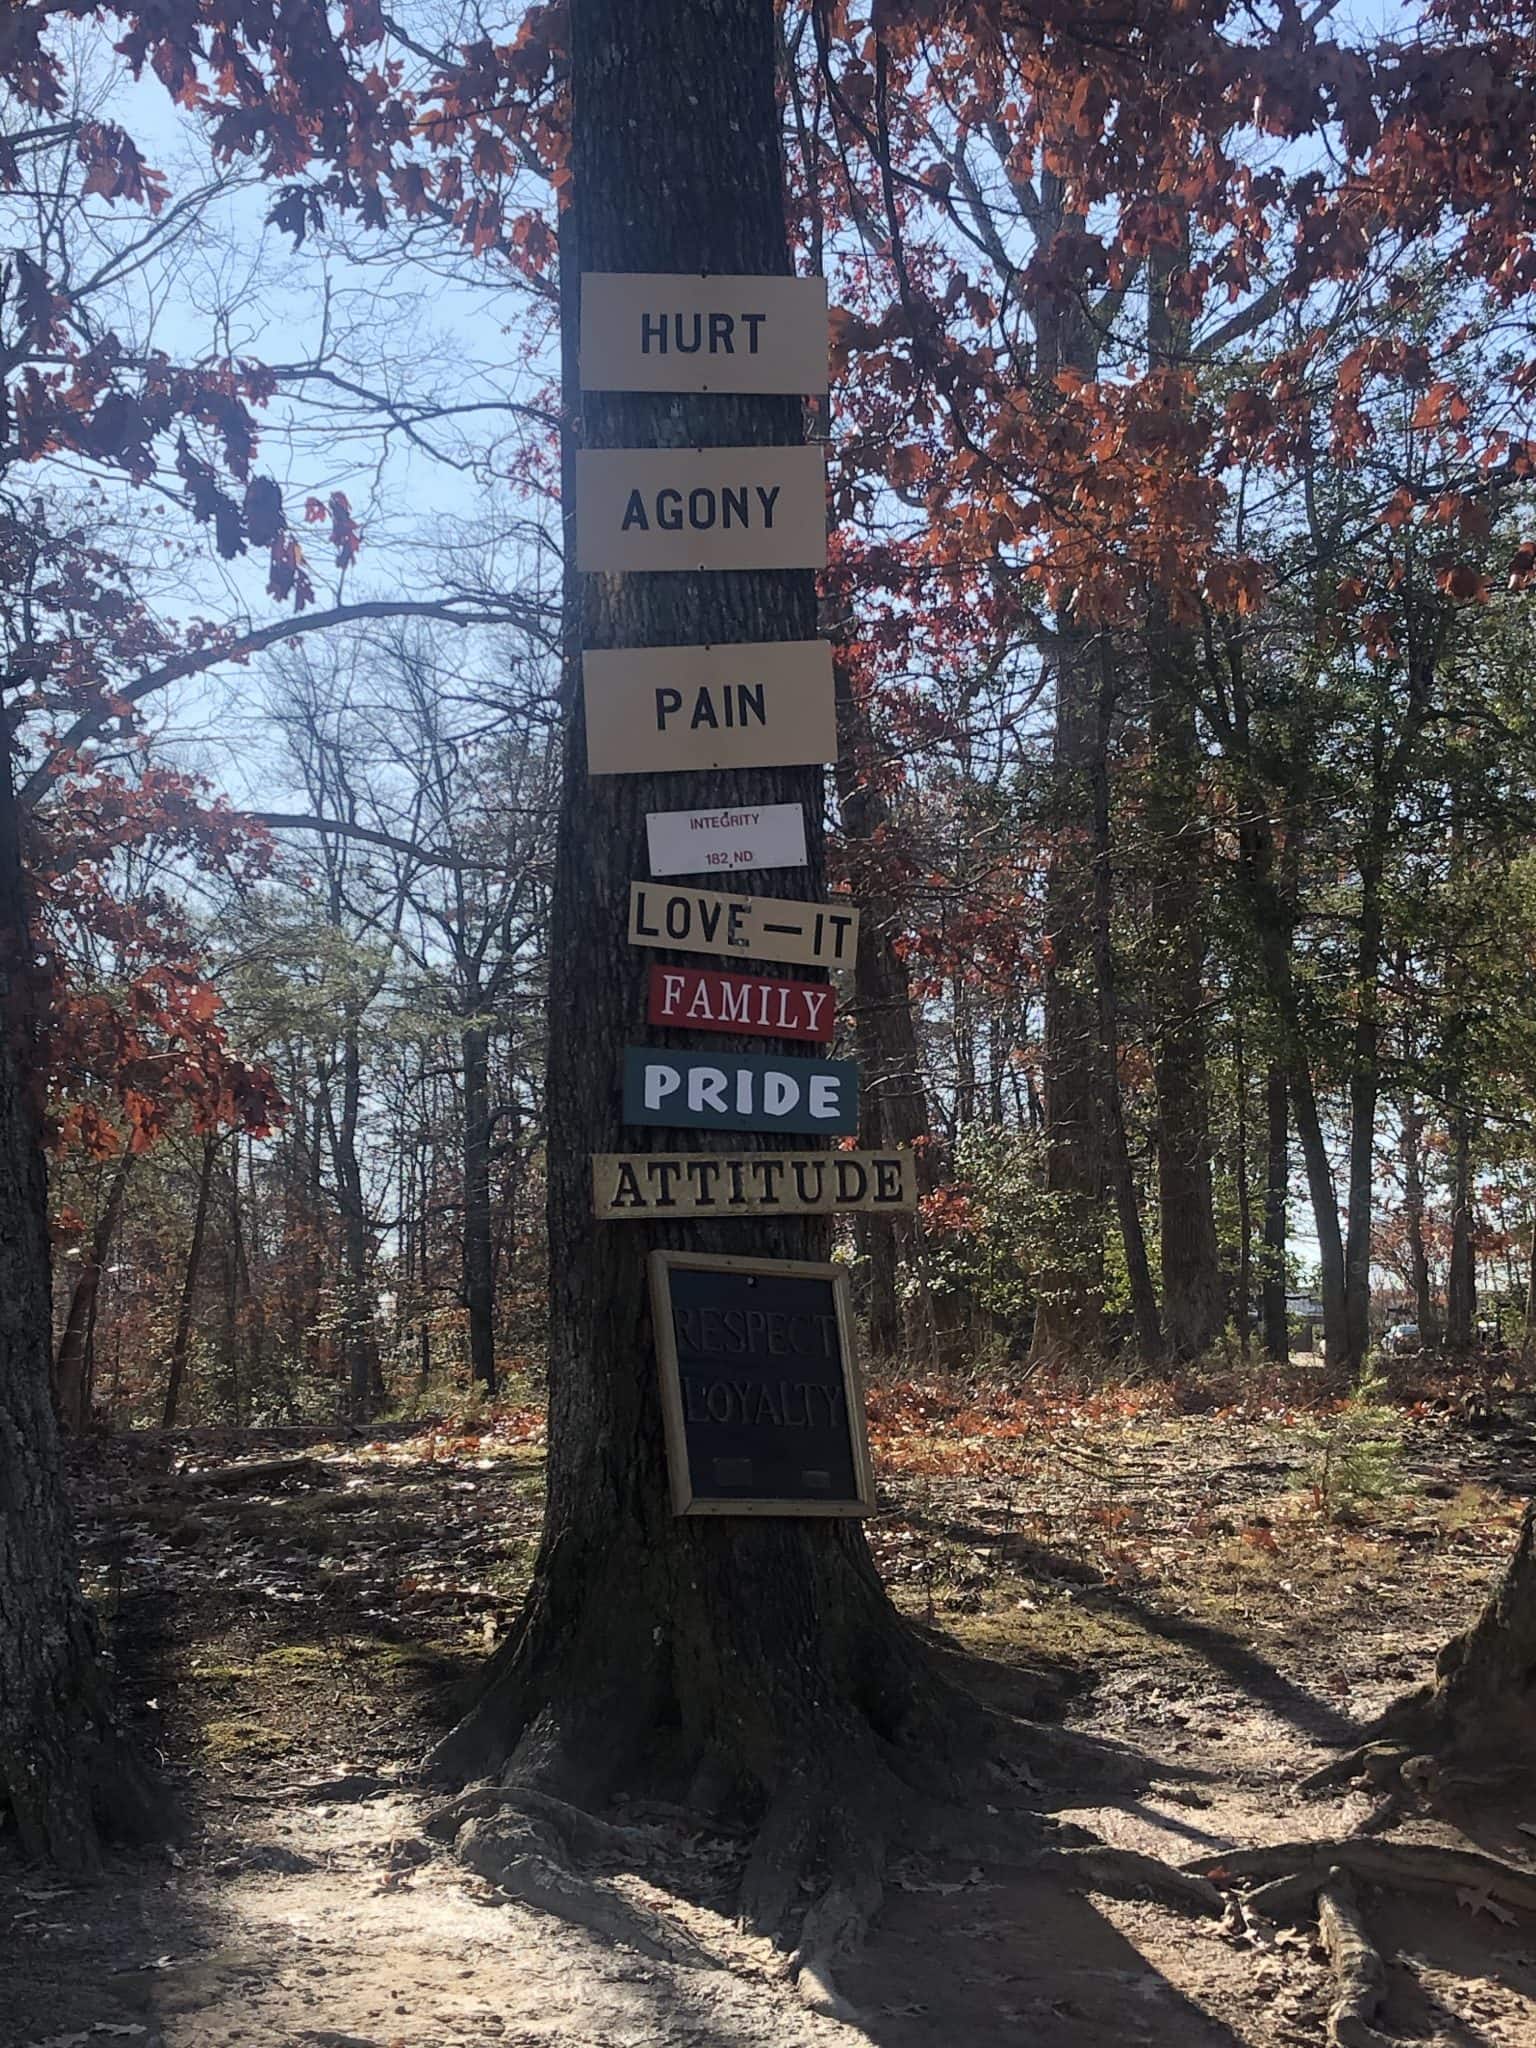 HURT
AGONY
PAIN
INTEGRITY
182 ND
LOVE-IT
FAMILY
PRIDE
ATTITUDE
RESPECT
LOYALTY